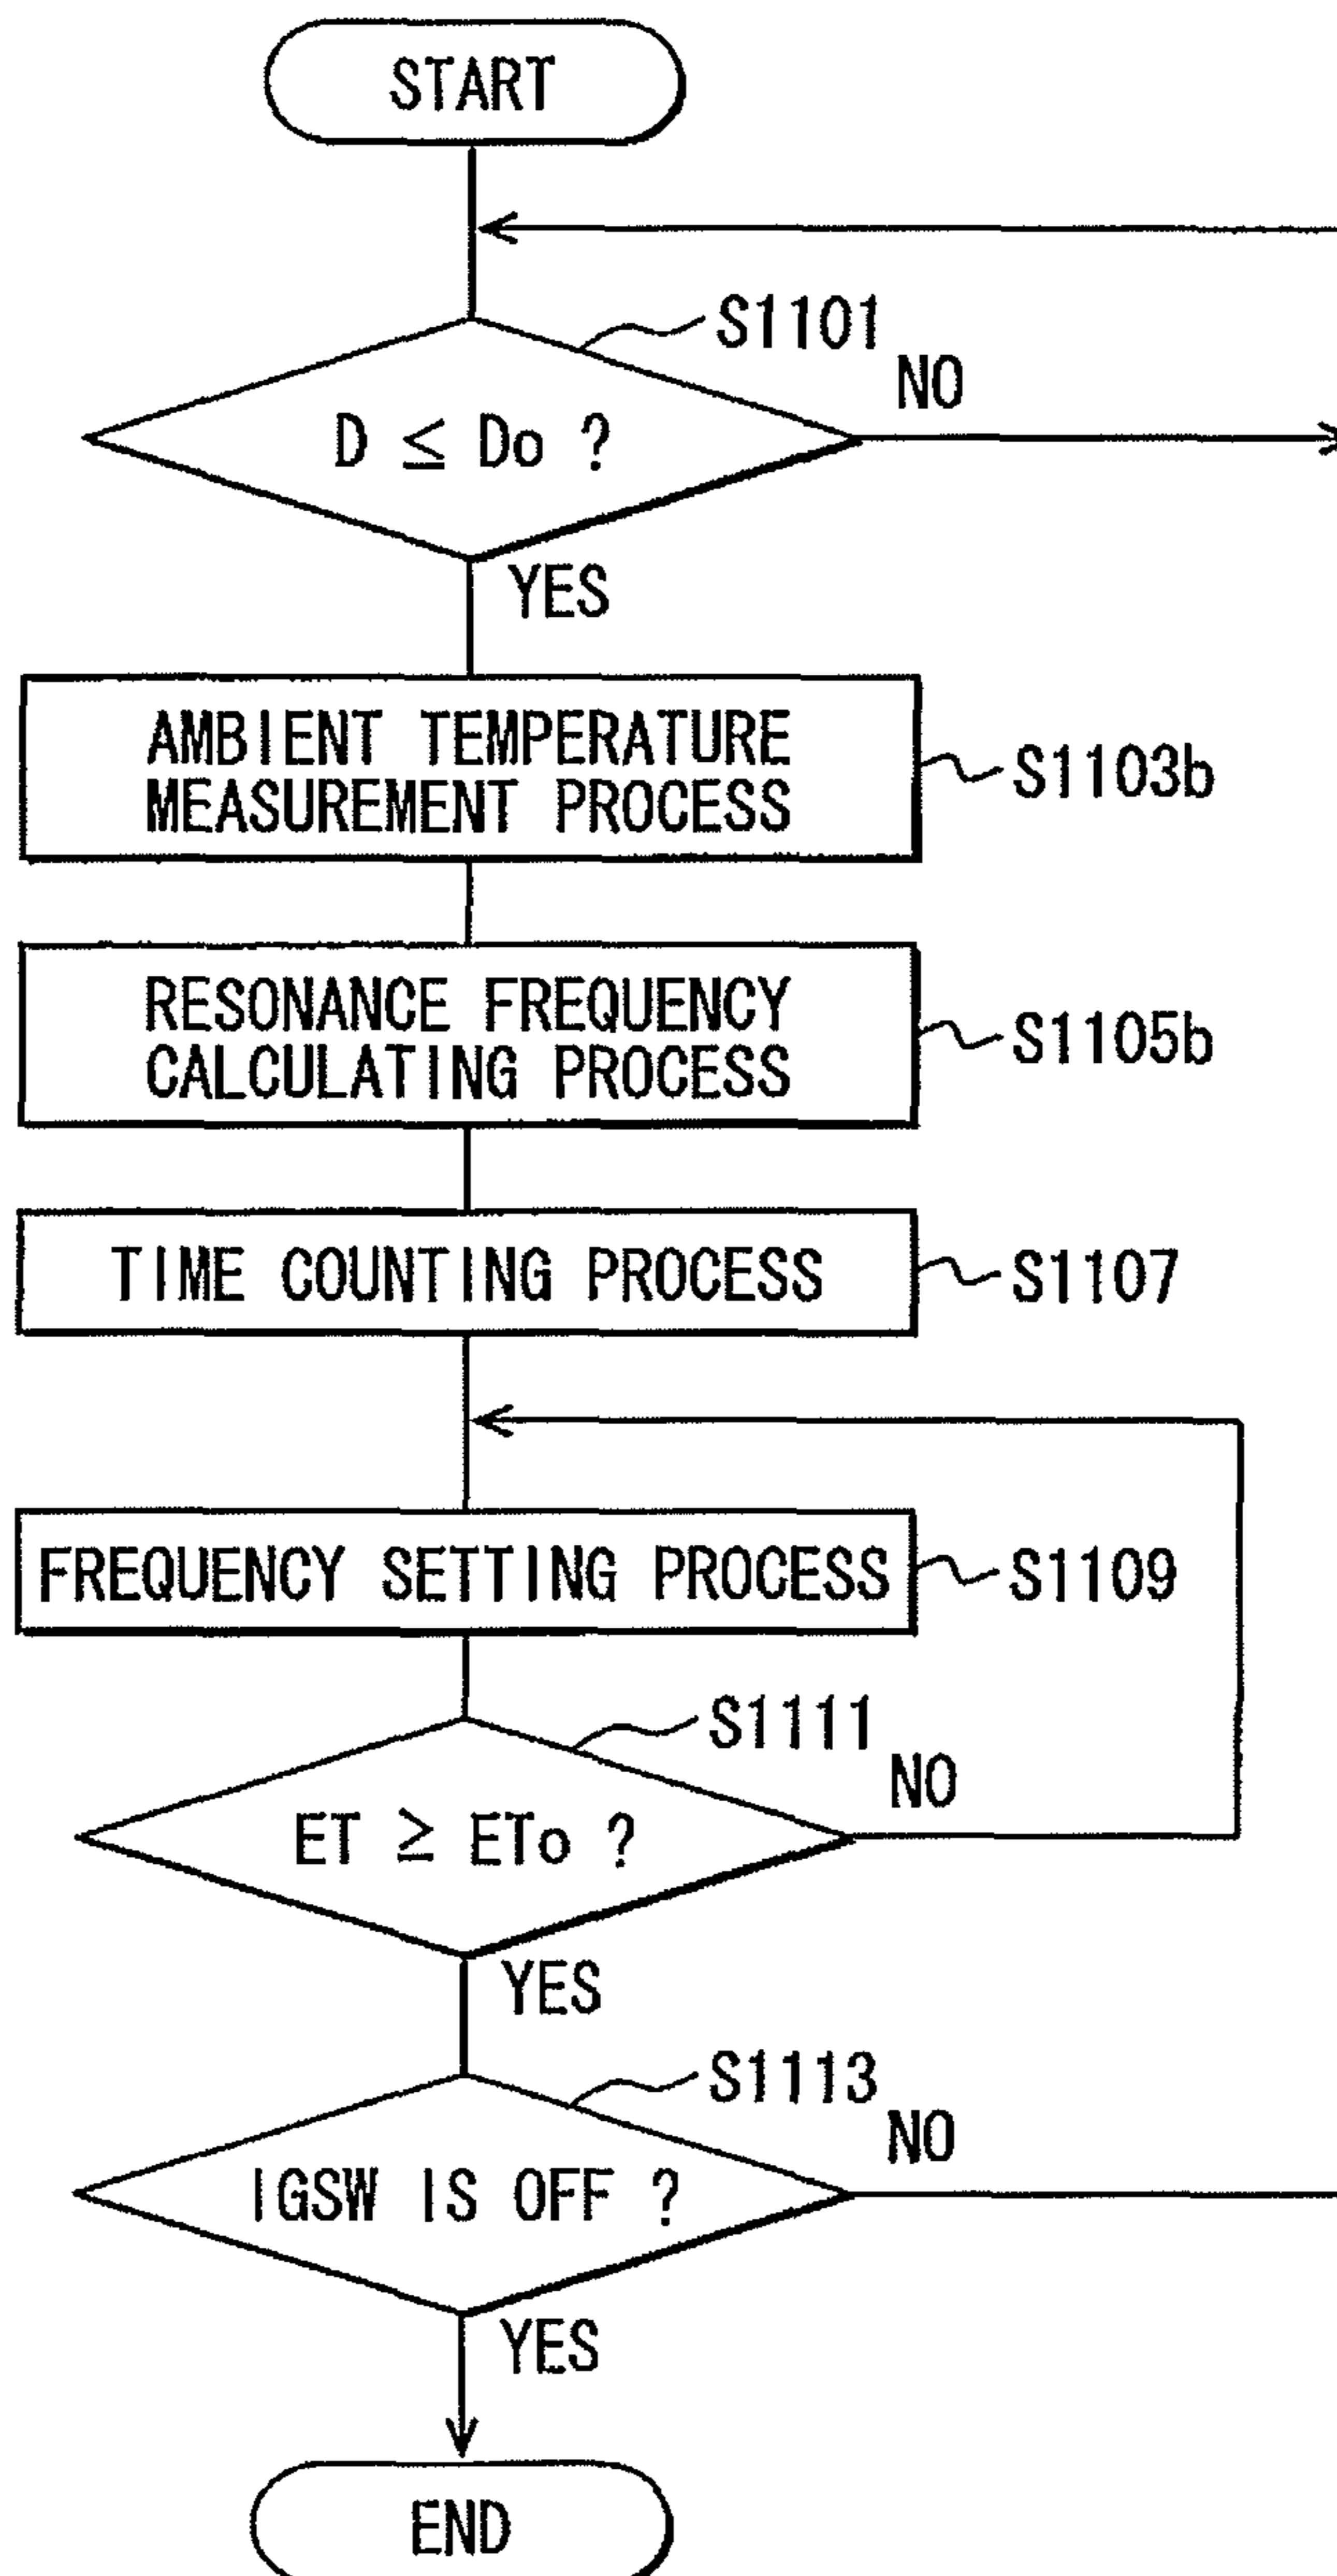 START
S1101
NO
D ≤ Do ?
YES
AMBIENT TEMPERATURE
MEASUREMENT PROCESS
S1103b
RESONANCE FREQUENCY
CALCULATING PROCESS
S1105b
TIME COUNTING PROCESS
S1107
FREQUENCY SETTING PROCESS
S1109
S1111
NO
ET ≥ ETo ?
YES
S1113
NO
IGSW IS OFF ?
YES
END